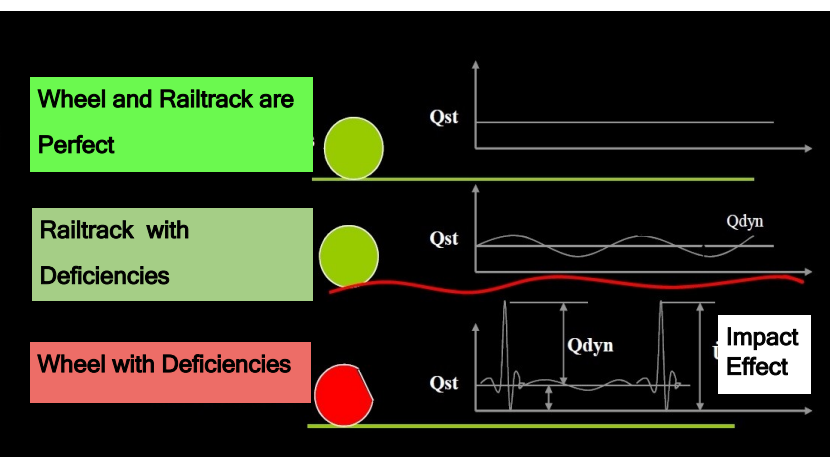 Wheel and Railtrack are
Perfect
Qst
Railtrack with
Deficiencies
Qst
Qdyn
Wheel with Deficiencies
Qst
Qdyn
Impact
Effect